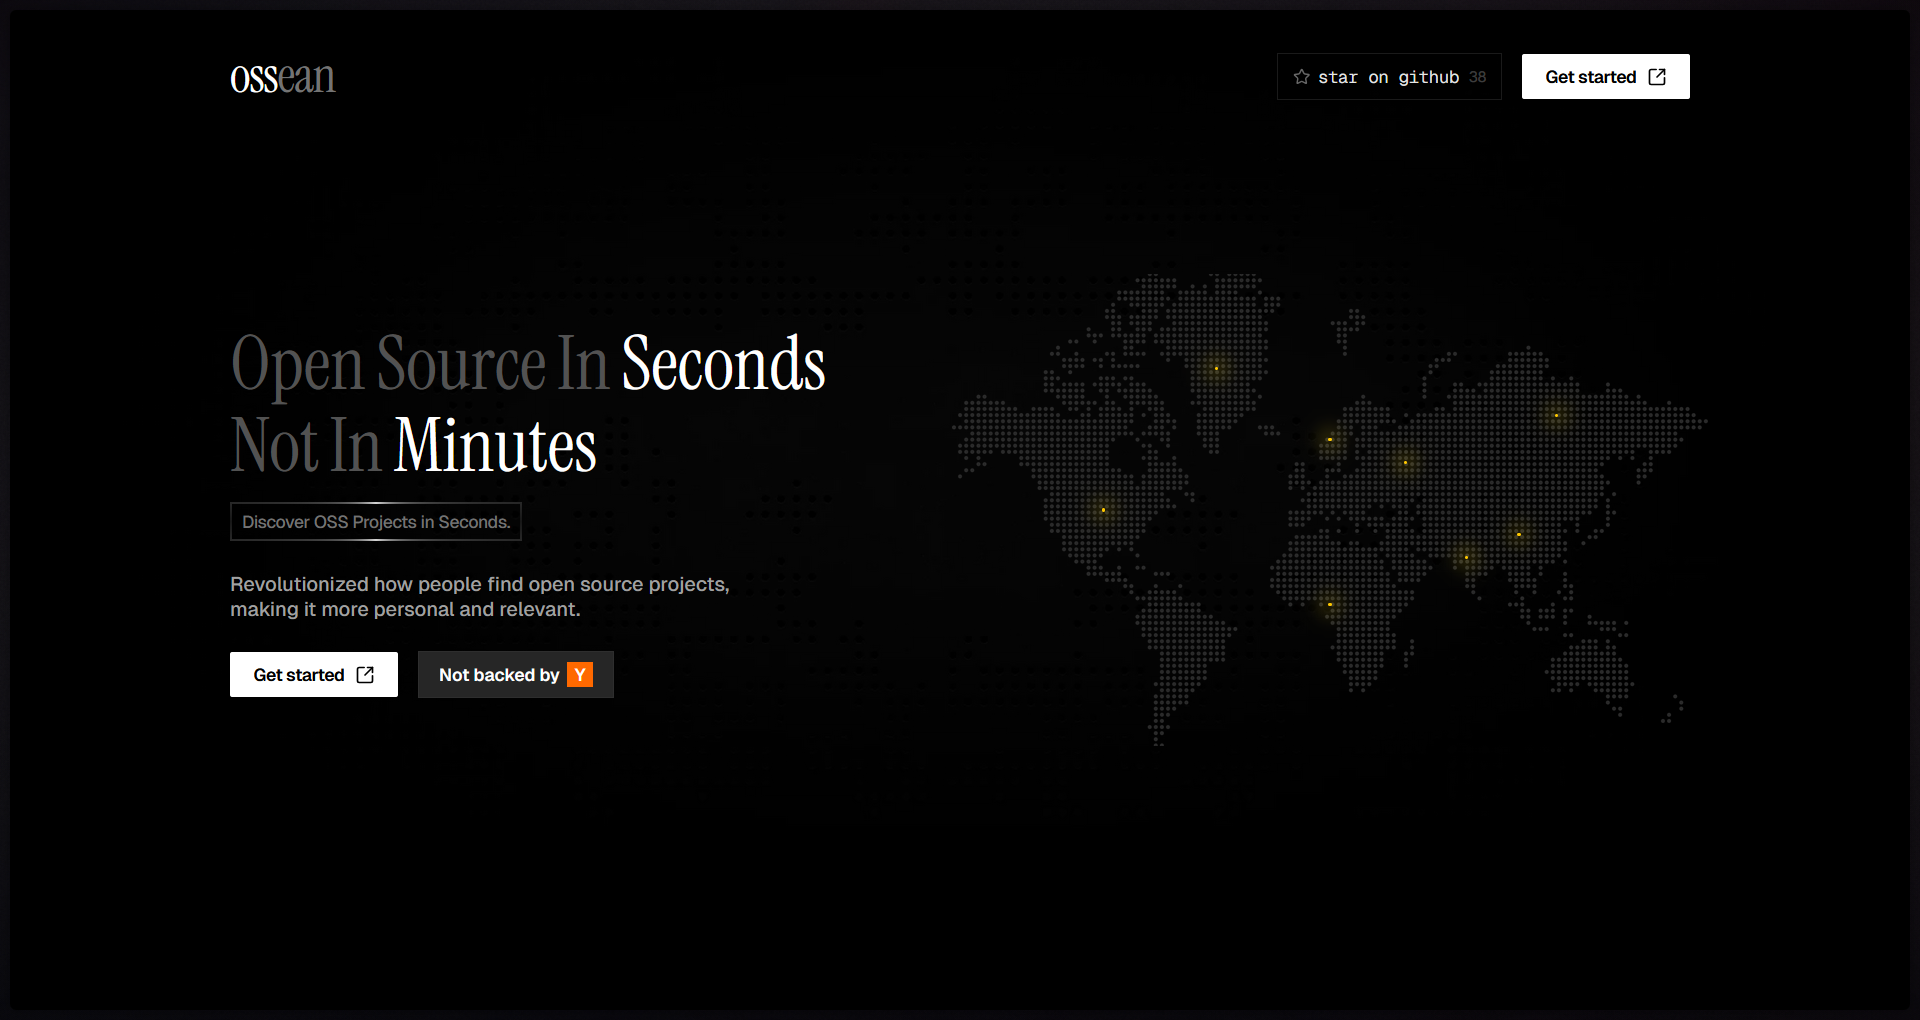 ossean
star on github 38
Get started
Open Source In Seconds
Not In Minutes
Discover OSS Projects in Seconds.
Revolutionized how people find open source projects,
making it more personal and relevant.
Get started
Not backed by Y